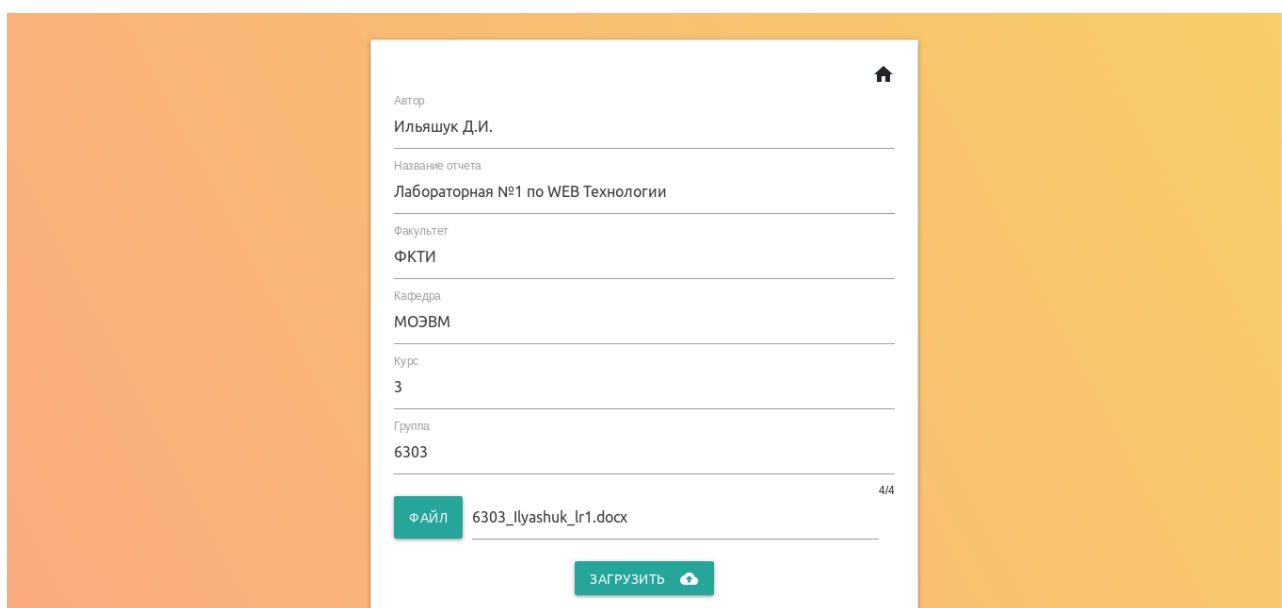 Автор
Ильяшук Д.И.
Название отчета
Лабораторная №1 по WEB Технологии
Факультет
ФКТИ
Кафедра
МОЭВМ
Курс
3
Группа
6303
4/4
ФАЙЛ 6303_Ilyashuk_lr1.docx
ЗАГРУЗИТЬ